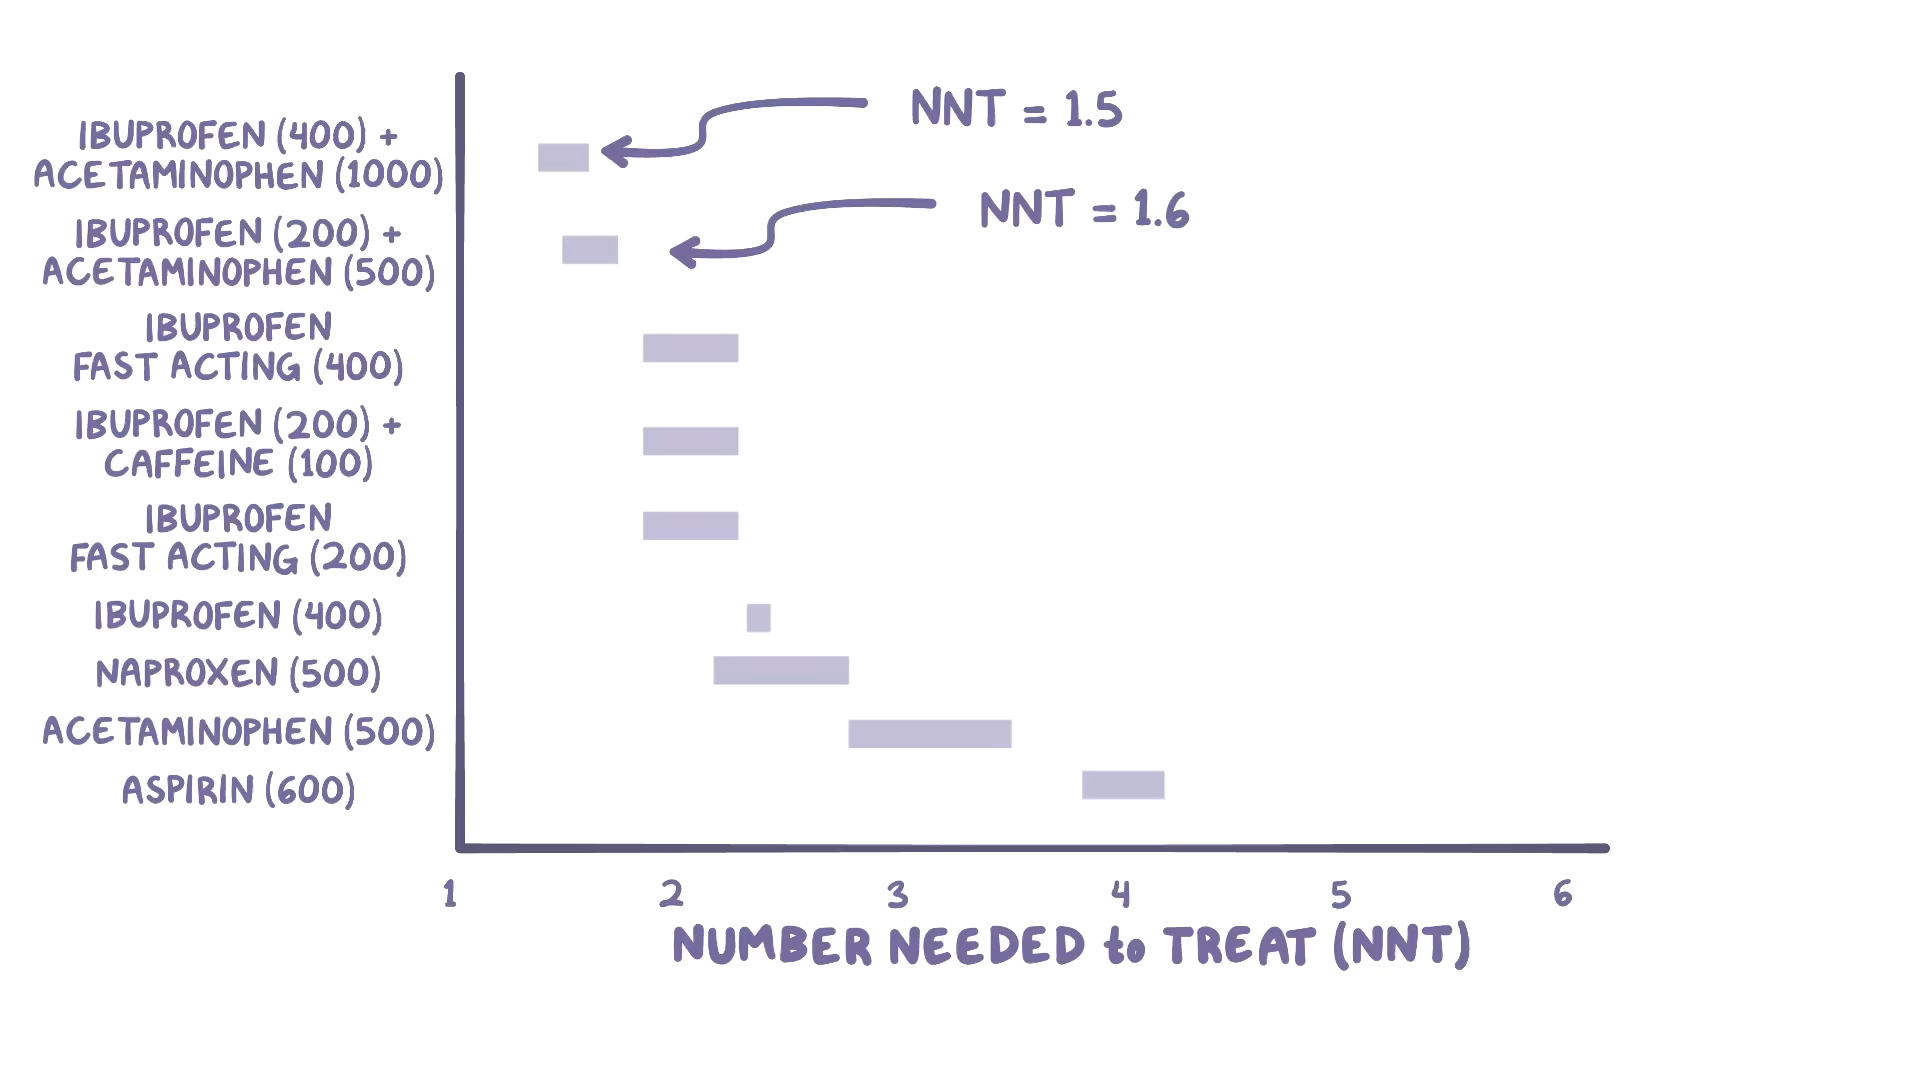 IBUPROFEN (400) +
ACETAMINOPHEN (1000)
NNT = 1.5
IBUPROFEN (200) +
ACETAMINOPHEN (500)
NNT = 1.6
IBUPROFEN
FAST ACTING (400)
IBUPROFEN (200) +
CAFFEINE (100)
IBUPROFEN
FAST ACTING (200)
IBUPROFEN (400)
NAPROXEN (500)
ACETAMINOPHEN (500)
ASPIRIN (600)
1 2 3 4 5 6
NUMBER NEEDED to TREAT (NNT)